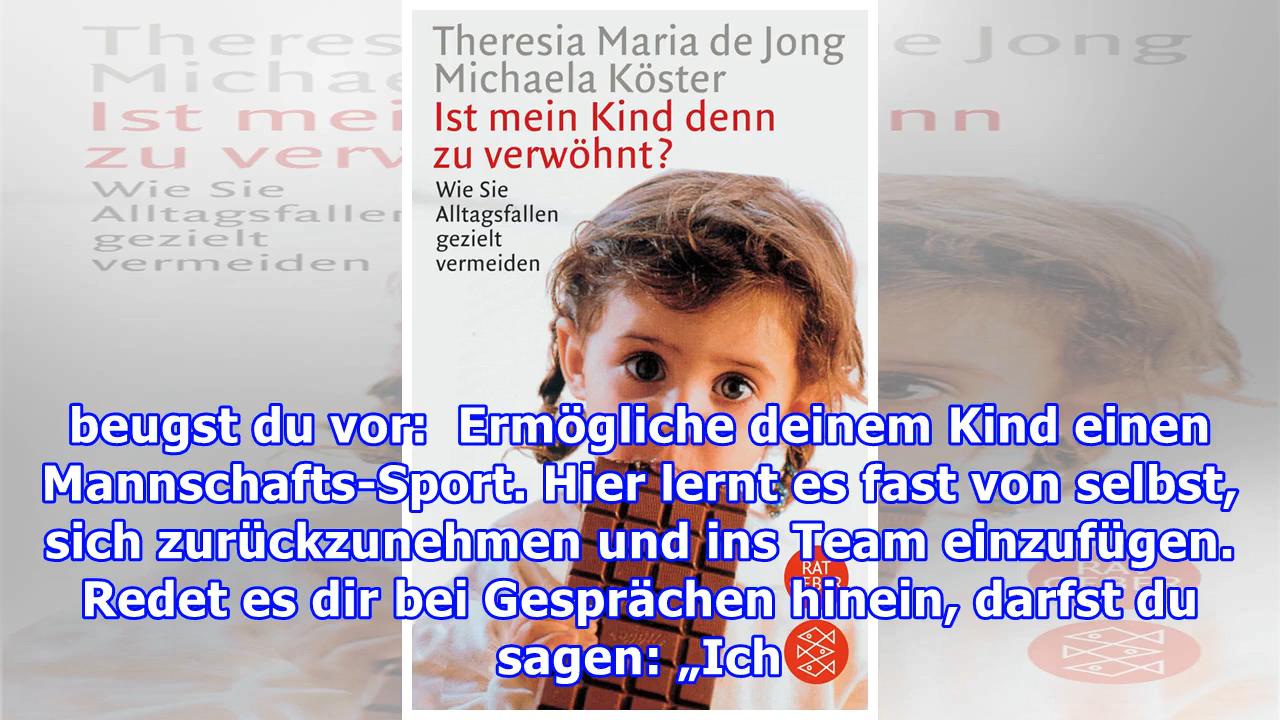 Theresia Maria de Jong
Michaela Köster
Ist mein Kind denn
zu verwöhnt?
Wie Sie
Alltagsfallen
gezielt
vermeiden
beugst du vor: Ermögliche deinem Kind einen
Mannschafts-Sport. Hier lernt es fast von selbst,
sich zurückzunehmen und ins Team einzufügen.
Redet es dir bei Gesprächen hinein, darfst du
sagen: „Ich
RAT
GEBER